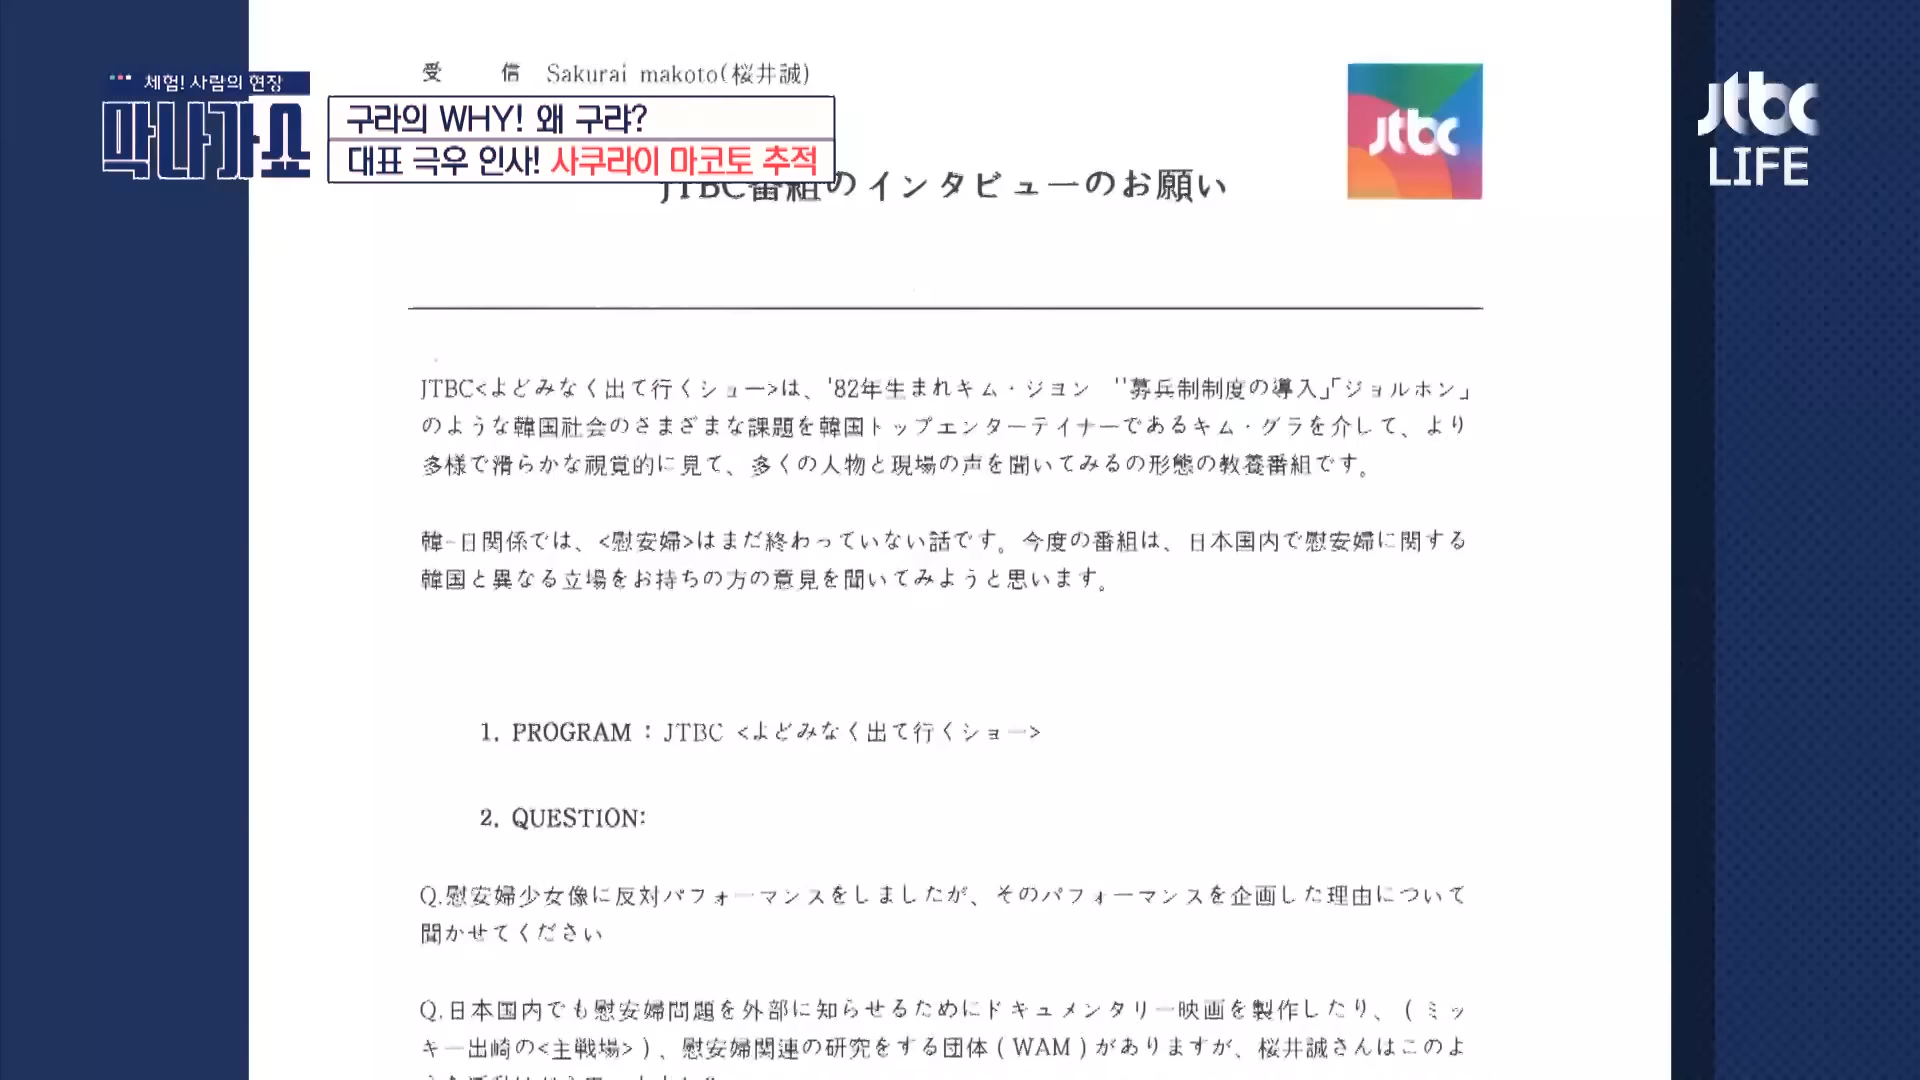 受 信 Sakurai makoto(桜井誠)
체험! 사람의 현장
막나가쇼
구라의 WHY! 왜 구랴?
대표 극우 인사! 사쿠라이 마코토 추적
JTBC番組のインタビューのお願い
jtbc
jtbc
LIFE
JTBC<よどみなく出て行くショー>は、'82年生まれキム・ジヨン ''募兵制制度の導入」「ジョルホン」
のような韓国社会のさまざまな課題を韓国トップエンターテイナーであるキム・グラを介して、より
多様で滑らかな視覚的に見て、多くの人物と現場の声を聞いてみるの形態の教養番組です。
韓-日関係では、<慰安婦>はまだ終わっていない話です。今度の番組は、日本国内で慰安婦に関する
韓国と異なる立場をお持ちの方の意見を聞いてみようと思います。
1. PROGRAM : JTBC <よどみなく出て行くショー>
2. QUESTION:
Q.慰安婦少女像に反対パフォーマンスをしましたが、そのパフォーマンスを企画した理由について
聞かせてください
Q.日本国内でも慰安婦問題を外部に知らせるためにドキュメンタリー映画を製作したり、(ミッ
キー出崎の<主戦場>)、慰安婦関連の研究をする団体(WAM)がありますが、桜井誠さんはこのよ